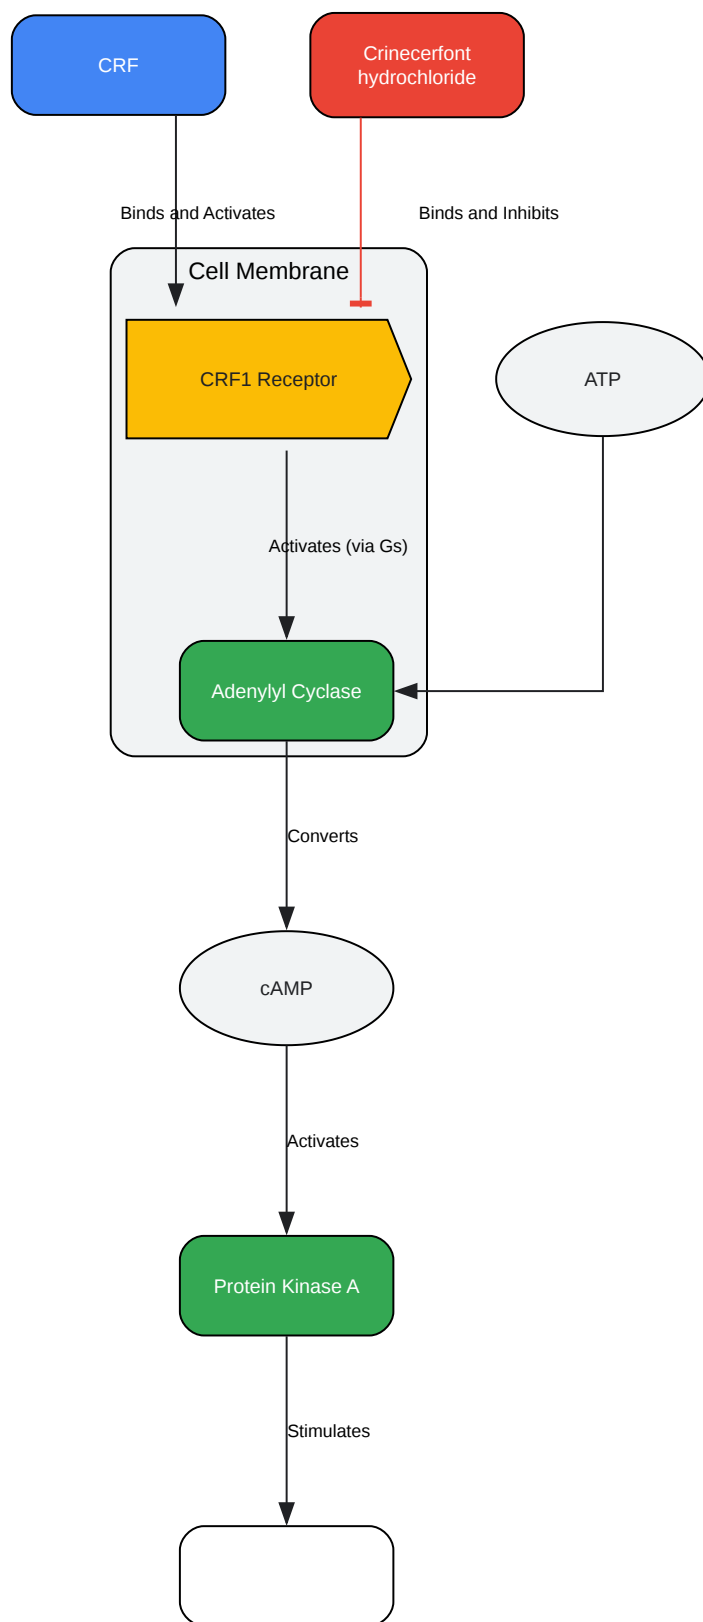 CRF
Crinecerfont
hydrochloride
Binds and Activates
Binds and Inhibits
Cell Membrane
CRF1 Receptor
ATP
Activates (via Gs)
Adenylyl Cyclase
Converts
cAMP
Activates
Protein Kinase A
Stimulates